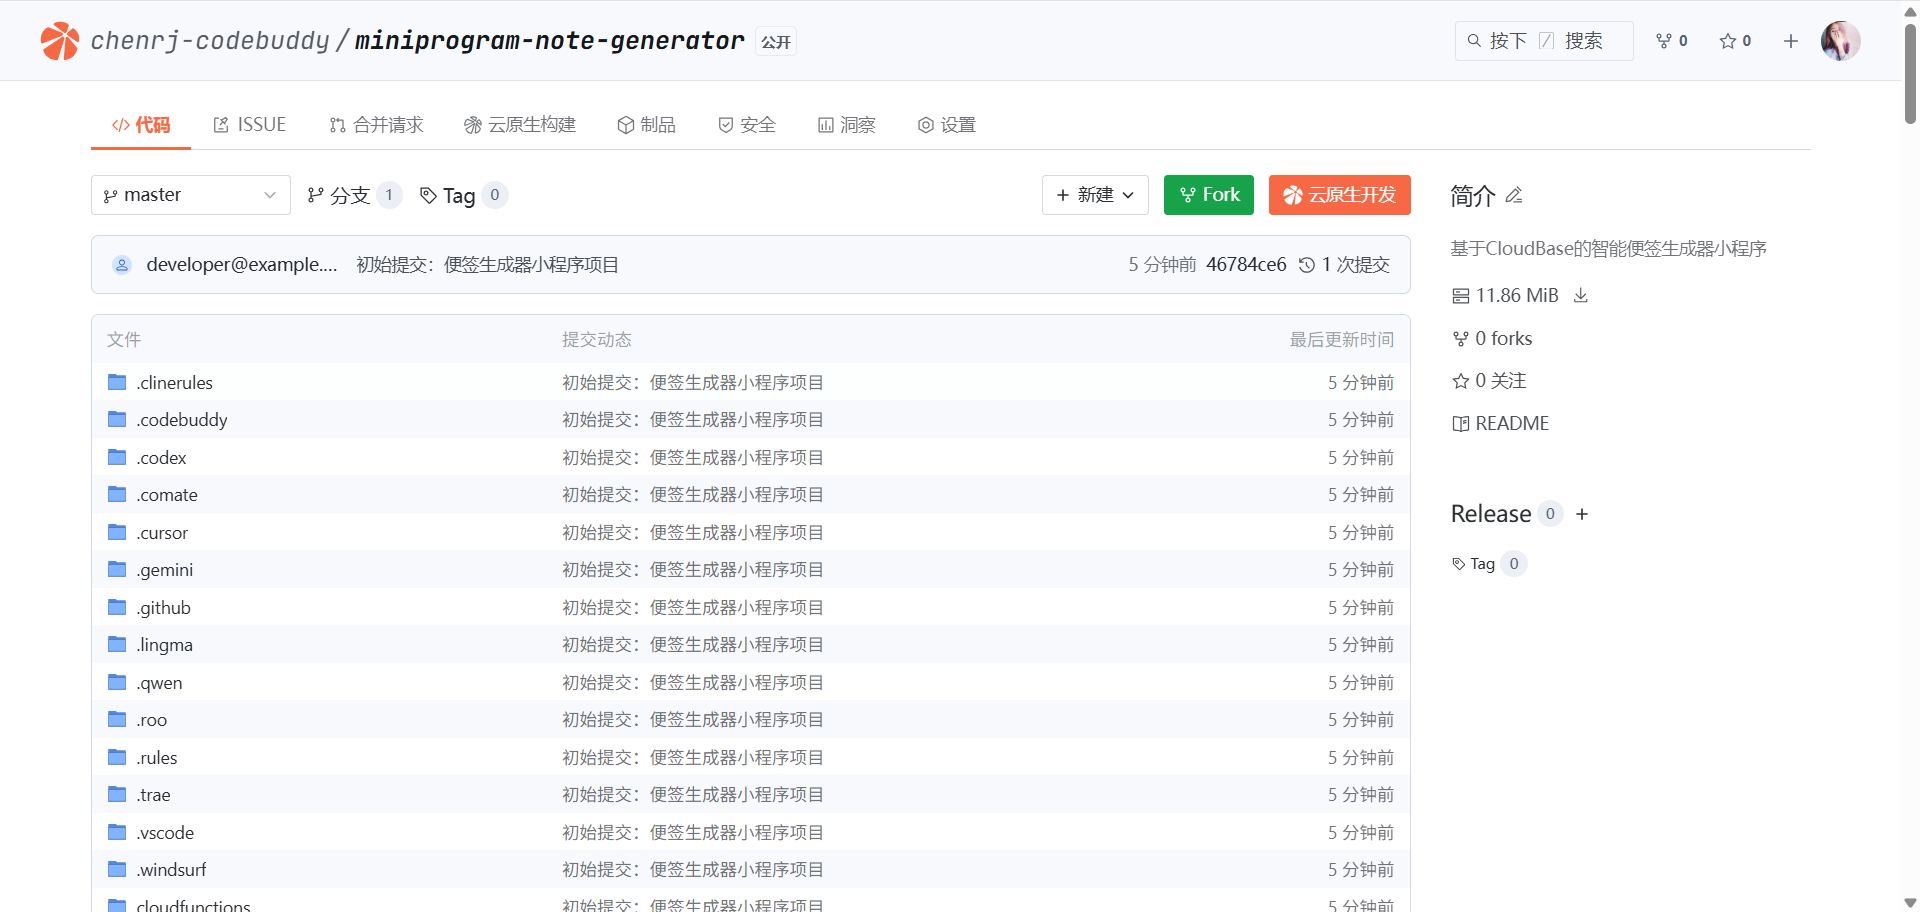 chenrj-codebuddy/miniprogram-note-generator 公开 按下 / 搜索 0 0
代码 ISSUE 合并请求 云原生构建 制品 安全 洞察 设置
master 分支 1 Tag 0 新建 Fork 云原生开发
developer@example.... 初始提交：便签生成器小程序项目 5 分钟前 46784ce6 1 次提交
文件 提交动态 最后更新时间
.clinerules 初始提交：便签生成器小程序项目 5 分钟前
.codebuddy 初始提交：便签生成器小程序项目 5 分钟前
.codex 初始提交：便签生成器小程序项目 5 分钟前
.comate 初始提交：便签生成器小程序项目 5 分钟前
.cursor 初始提交：便签生成器小程序项目 5 分钟前
.gemini 初始提交：便签生成器小程序项目 5 分钟前
.github 初始提交：便签生成器小程序项目 5 分钟前
.lingma 初始提交：便签生成器小程序项目 5 分钟前
.qwen 初始提交：便签生成器小程序项目 5 分钟前
.roo 初始提交：便签生成器小程序项目 5 分钟前
.rules 初始提交：便签生成器小程序项目 5 分钟前
.trae 初始提交：便签生成器小程序项目 5 分钟前
.vscode 初始提交：便签生成器小程序项目 5 分钟前
.windsurf 初始提交：便签生成器小程序项目 5 分钟前
cloudfunctions 初始提交：便签生成器小程序项目 5 分钟前
简介
基于CloudBase的智能便签生成器小程序
11.86 MiB
0 forks
0 关注
README
Release 0
Tag 0